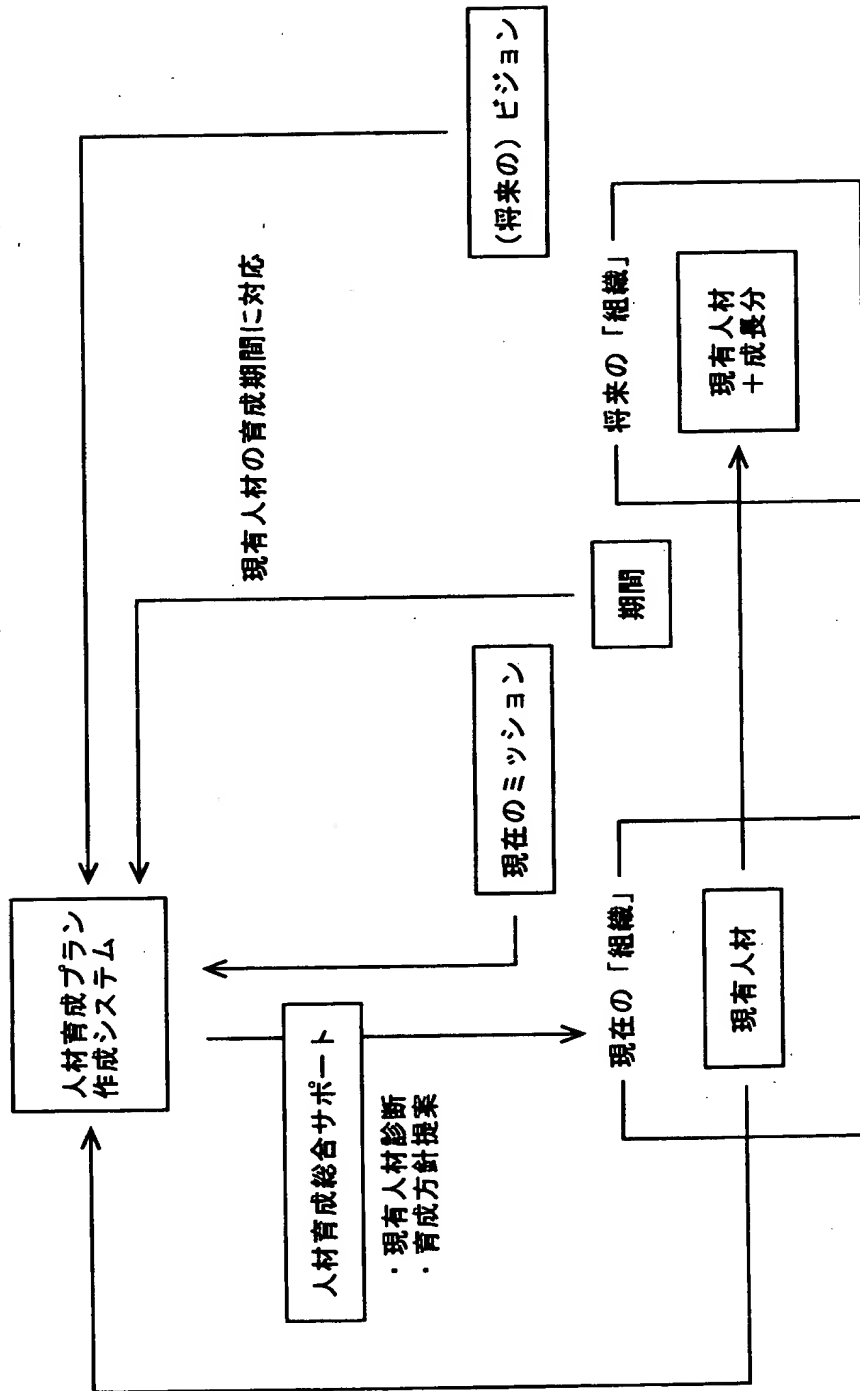 人材育成プラン
作成システム
人材育成総合サポート
・現有人材診断
・育成方針提案
現在のミッション
現有人材の育成期間に対応
(将来の) ビジョン
期間
現在の「組織」
現有人材
将来の「組織」
現有人材
＋成長分